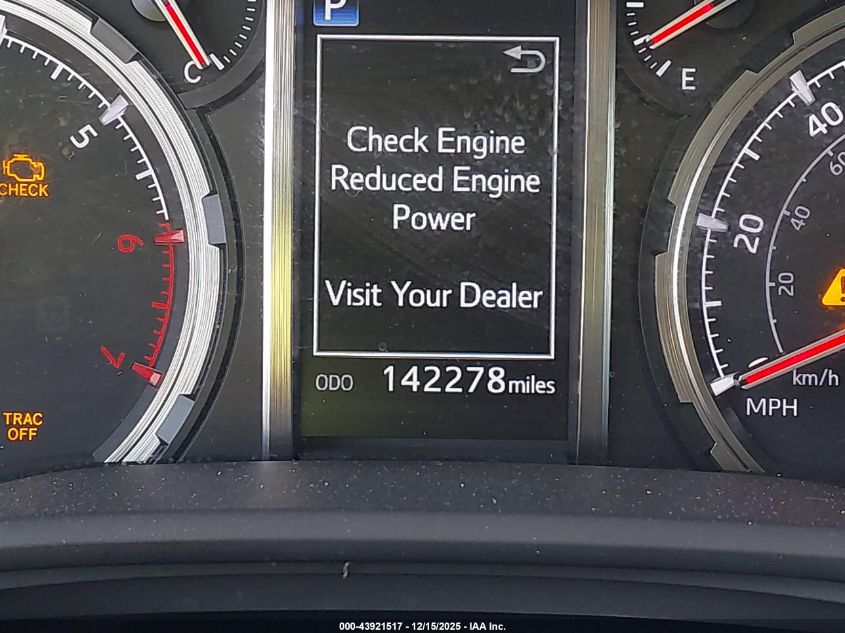 P
C
E
5
6
7
CHECK
TRAC
OFF
Check Engine
Reduced Engine
Power
Visit Your Dealer
ODO 142278 miles
40
20
60
40
20
km/h
MPH
000-43921517 - 12/15/2025 - IAA Inc.